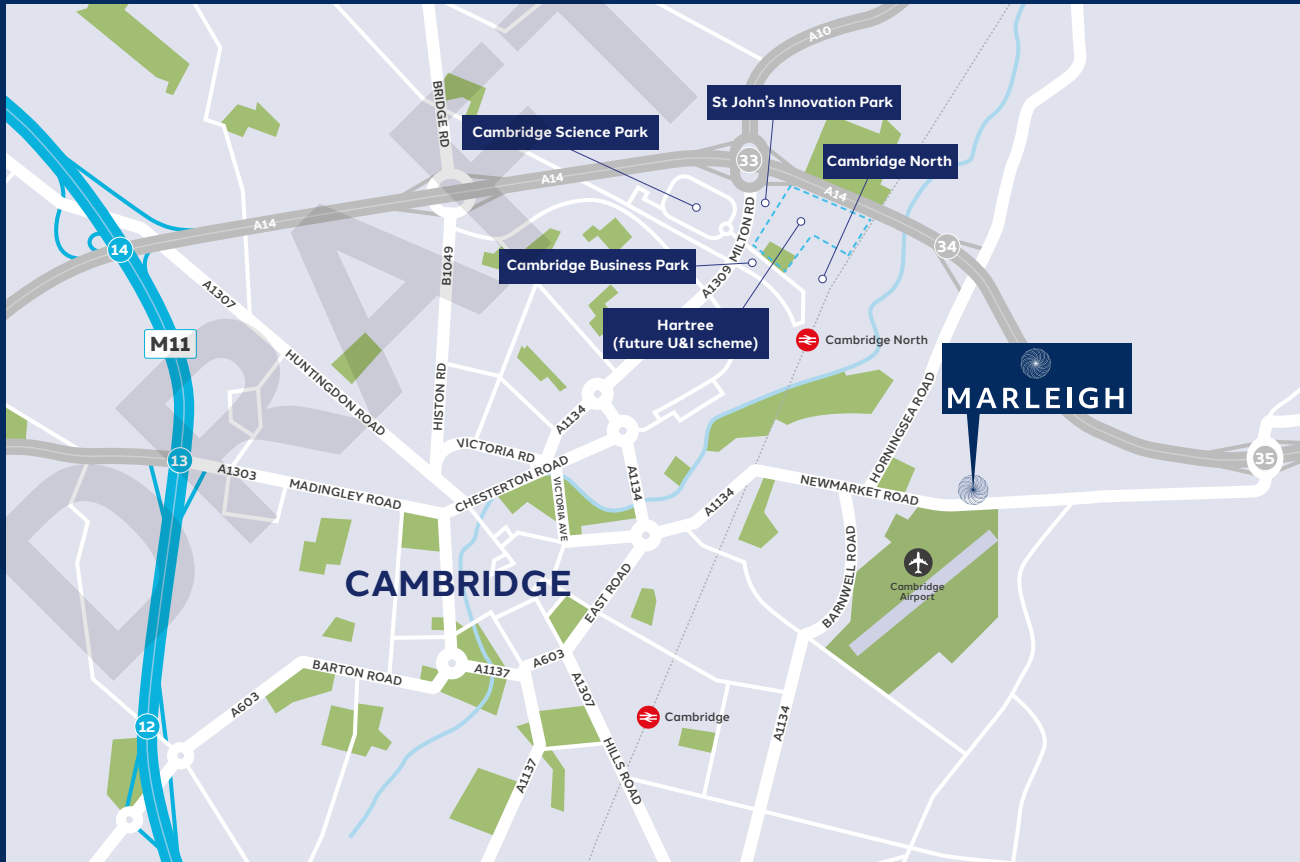 A10
BRIDGE RD
St John's Innovation Park
Cambridge Science Park
33
Cambridge North
A14
A14
A14
14
34
MILTON RD
B1049
Cambridge Business Park
A1309
A1307
M11
Hartree
(future U&I scheme)
Cambridge North
MARLEIGH
HUNTINGDON ROAD
HISTON RD
A1134
HORNINGSEA ROAD
VICTORIA RD
13
35
A1303
MADINGLEY ROAD
CHESTERTON ROAD
VICTORIA AVE
A1134
A1134
NEWMARKET ROAD
CAMBRIDGE
EAST ROAD
BARNWELL ROAD
Cambridge
Airport
BARTON ROAD
A1137
A603
A603
A1307
Cambridge
12
A1134
HILLS ROAD
A1137
DRAFT